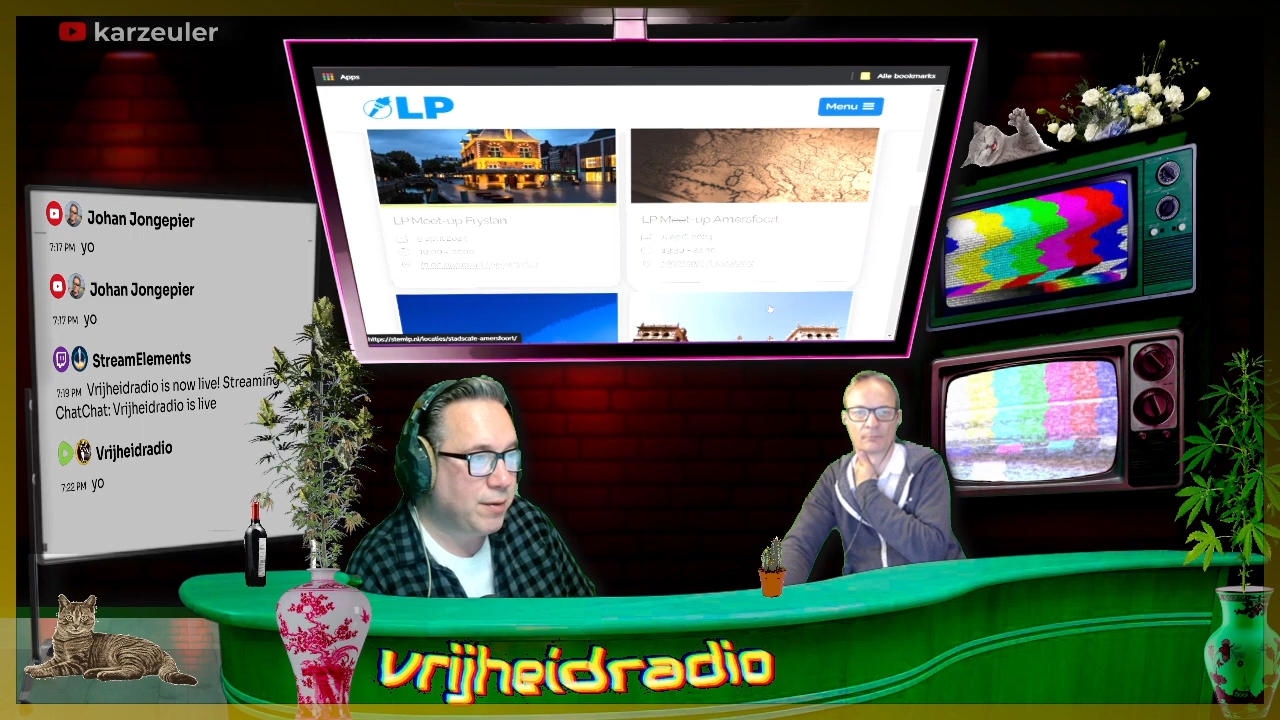 karzeuler
Apps
Alle bookmarks
LP
Menu
LP Meet-up Fryslan
LP Meet-up Amersfoort
https://stemlp.nl/locaties/stadscafe-amersfoort/
Johan Jongepier
7:17 PM yo
Johan Jongepier
7:17 PM yo
StreamElements
7:19 PM Vrijheidradio is now live! Streaming
ChatChat: Vrijheidradio is live
Vrijheidradio
7:22 PM yo
vrijheidradio